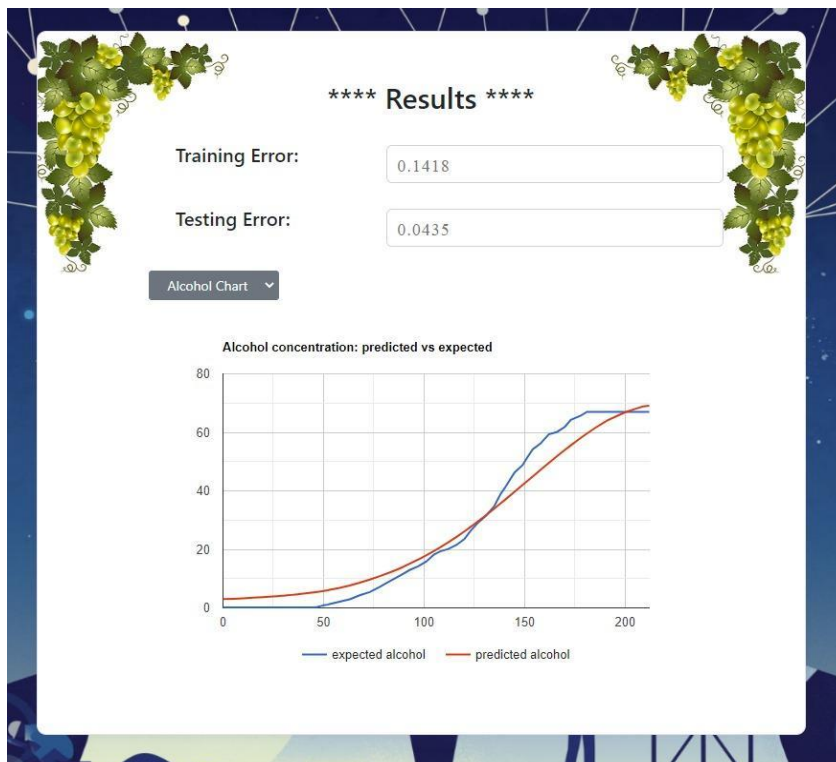 **** Results ****
Training Error:
0.1418
Testing Error:
0.0435
Alcohol Chart
Alcohol concentration: predicted vs expected
80
60
40
20
0
0 50 100 150 200
expected alcohol predicted alcohol